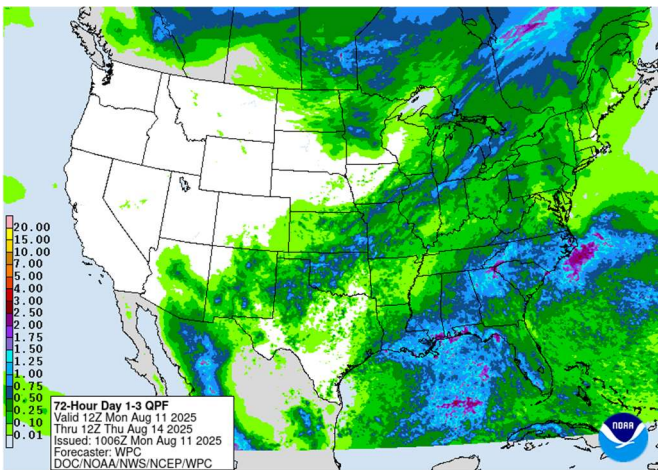 20.00
15.00
10.00
7.00
5.00
4.00
3.00
2.50
2.00
1.75
1.50
1.25
1.00
0.75
0.50
0.25
0.10
0.01
72-Hour Day 1-3 QPF
Valid 12Z Mon Aug 11 2025
Thru 12Z Thu Aug 14 2025
Issued: 1006Z Mon Aug 11 2025
Forecaster: WPC
DOC/NOAA/NWS/NCEP/WPC
NOAA